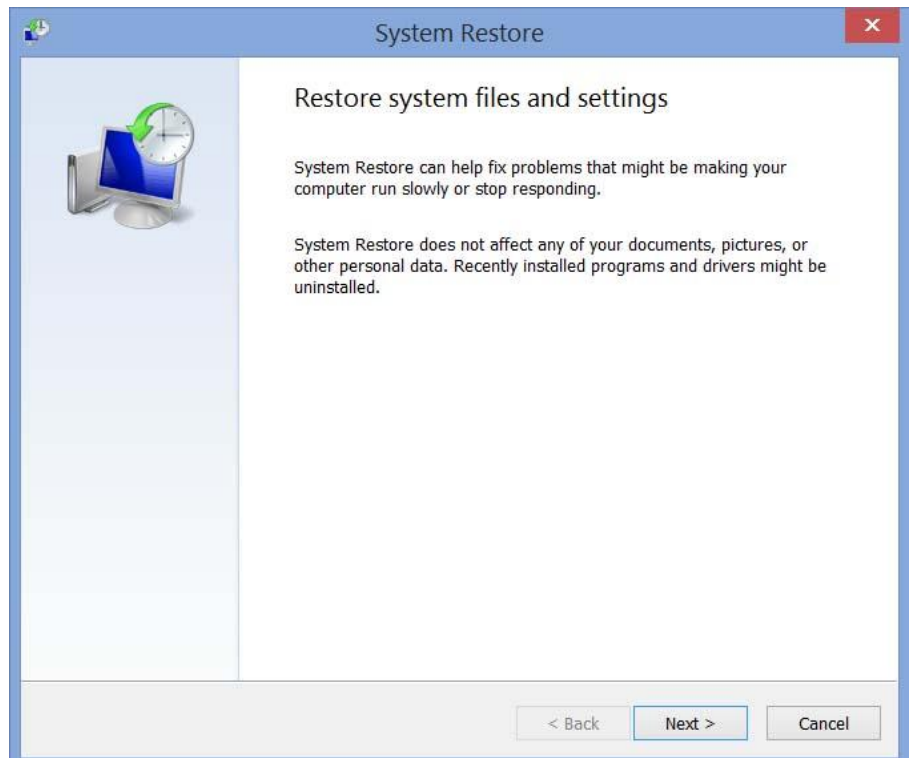 System Restore
Restore system files and settings
System Restore can help fix problems that might be making your
computer run slowly or stop responding.
System Restore does not affect any of your documents, pictures, or
other personal data. Recently installed programs and drivers might be
uninstalled.
< Back Next > Cancel